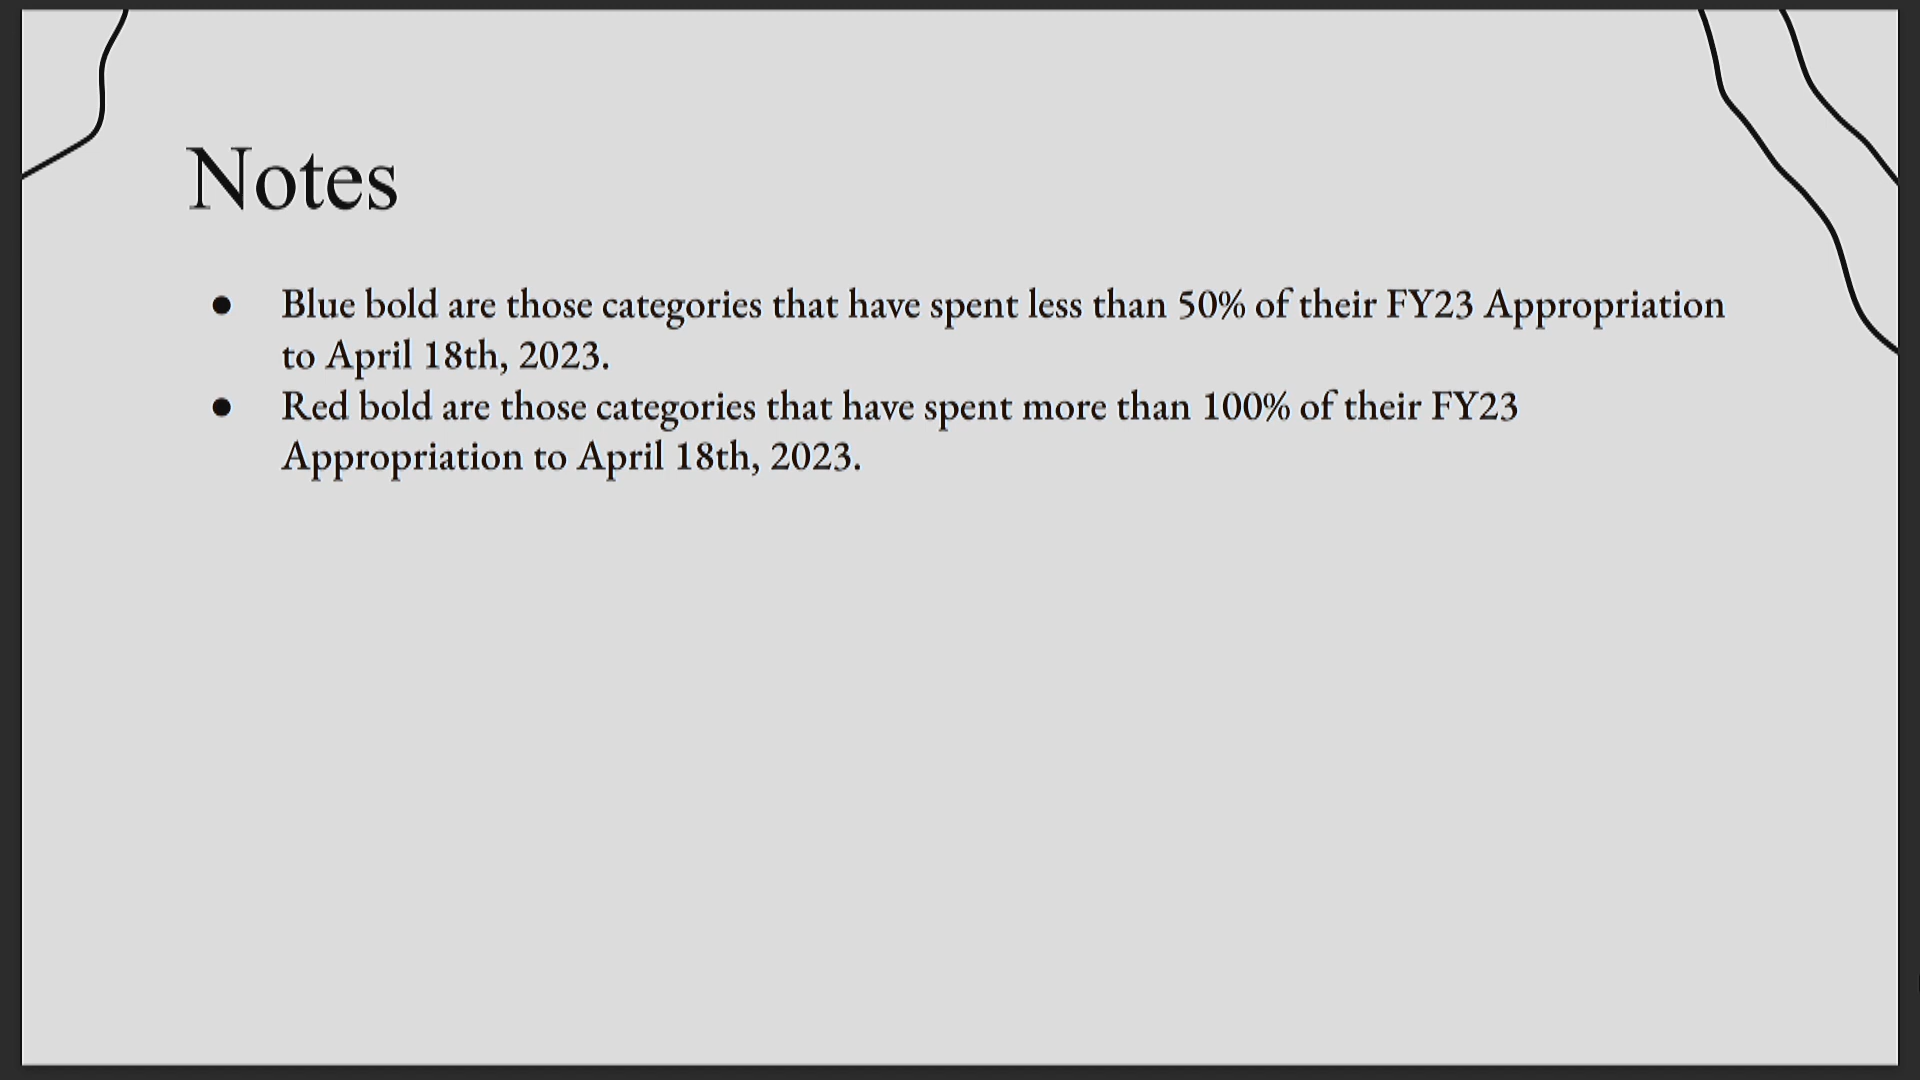 Notes
● Blue bold are those categories that have spent less than 50% of their FY23 Appropriation
to April 18th, 2023.
● Red bold are those categories that have spent more than 100% of their FY23
Appropriation to April 18th, 2023.